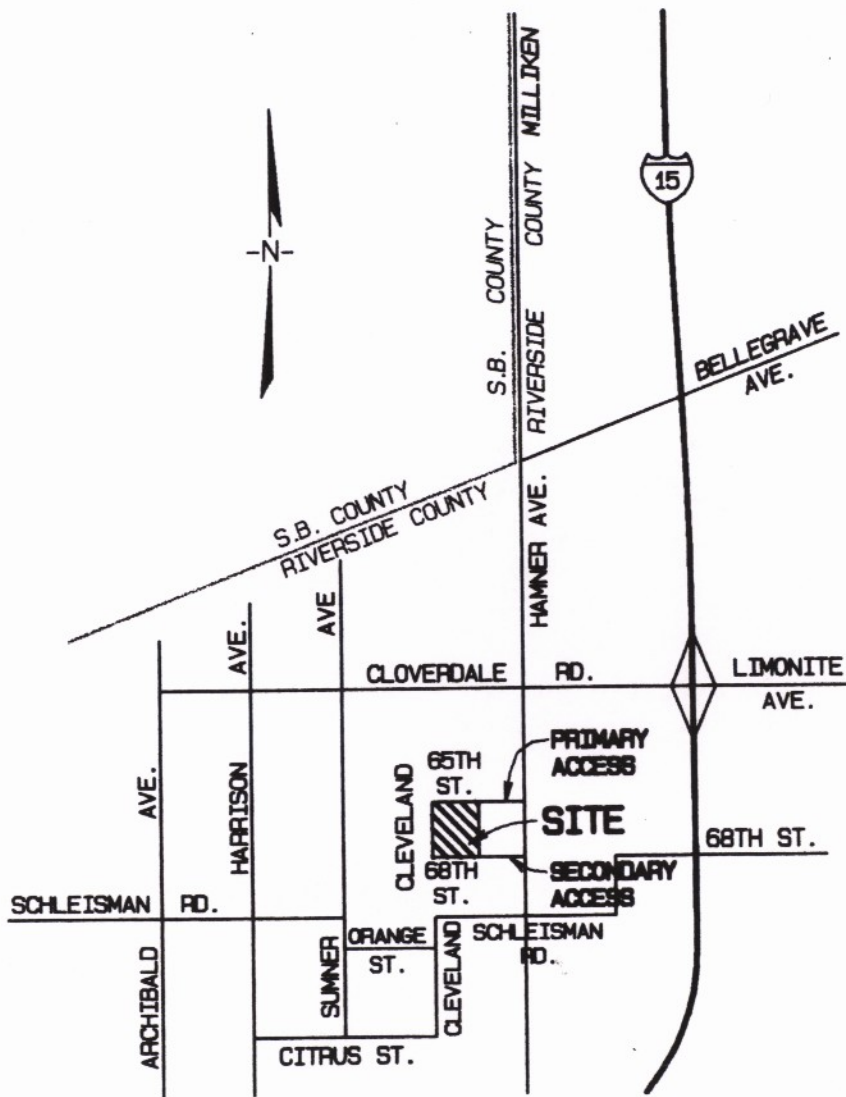 S.B. COUNTY
RIVERSIDE COUNTY MILLIKEN
15
-N-
BELLEGRAVE
AVE.
S.B. COUNTY
RIVERSIDE COUNTY
HAMNER AVE.
ARCHIBALD AVE.
HARRISON AVE.
SUMNER AVE
CLOVERDALE RD.
LIMONITE
AVE.
CLEVELAND
65TH
ST.
PRIMARY
ACCESS
SITE
68TH ST.
68TH
ST.
SECONDARY
ACCESS
SCHLEISMAN RD.
ORANGE
ST.
CLEVELAND
SCHLEISMAN
RD.
CITRUS ST.